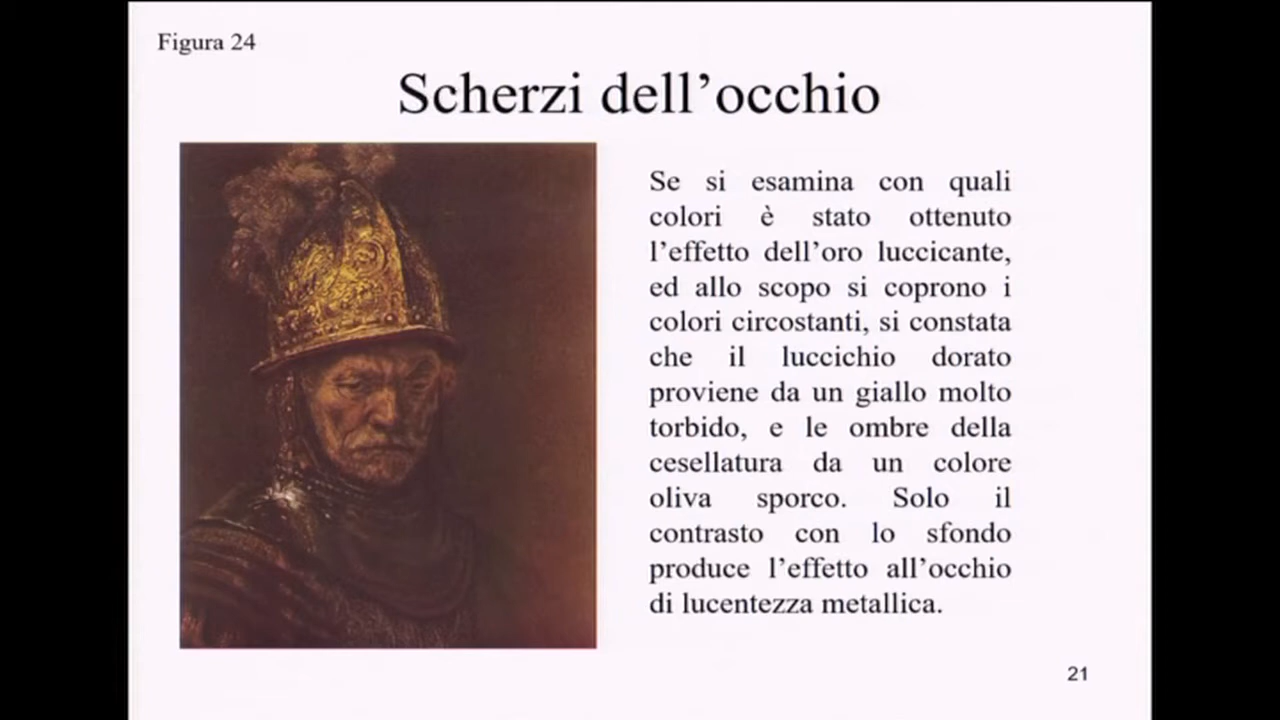 Figura 24
Scherzi dell’occhio
Se si esamina con quali
colori è stato ottenuto
l’effetto dell’oro luccicante,
ed allo scopo si coprono i
colori circostanti, si constata
che il luccichio dorato
proviene da un giallo molto
torbido, e le ombre della
cesellatura da un colore
oliva sporco. Solo il
contrasto con lo sfondo
produce l’effetto all’occhio
di lucentezza metallica.
21